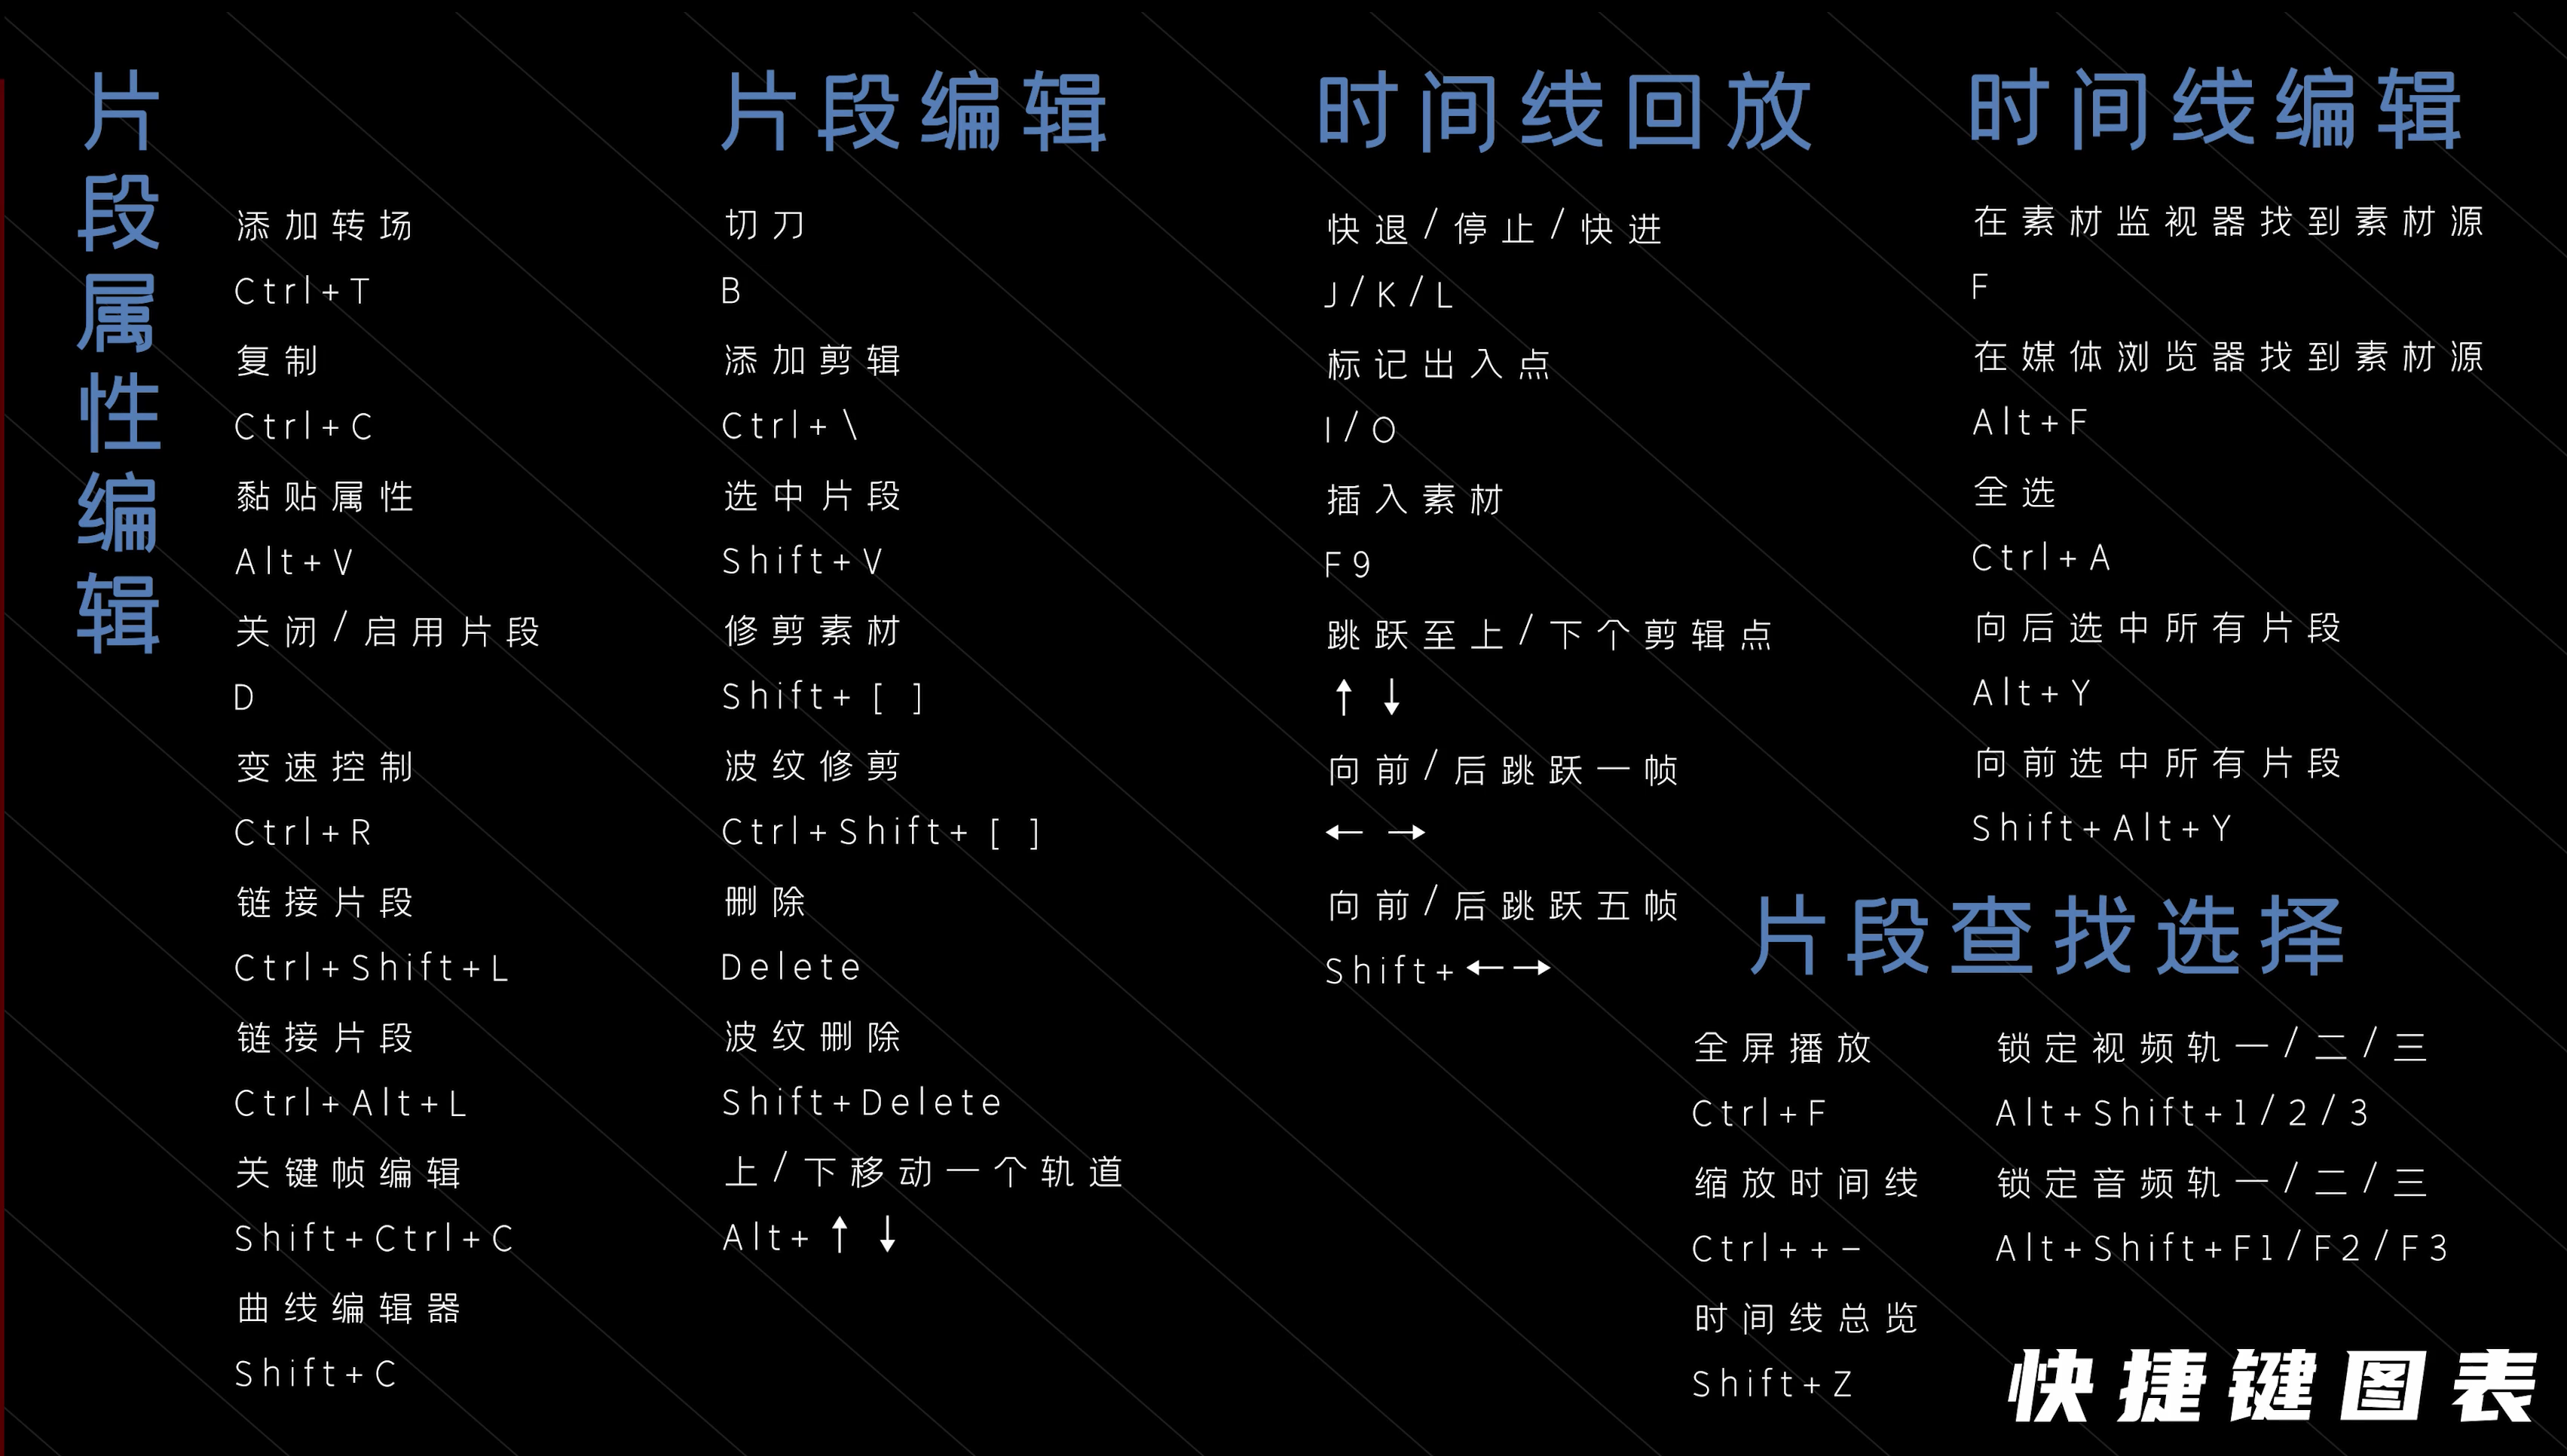 片段属性编辑
添加转场
Ctrl+T
复制
Ctrl+C
黏贴属性
Alt+V
关闭/启用片段
D
变速控制
Ctrl+R
链接片段
Ctrl+Shift+L
链接片段
Ctrl+Alt+L
关键帧编辑
Shift+Ctrl+C
曲线编辑器
Shift+C
片段编辑
切刀
B
添加剪辑
Ctrl+\
选中片段
Shift+V
修剪素材
Shift+[ ]
波纹修剪
Ctrl+Shift+[ ]
删除
Delete
波纹删除
Shift+Delete
上/下移动一个轨道
Alt+↑ ↓
时间线回放
快退/停止/快进
J/K/L
标记出入点
I/O
插入素材
F9
跳跃至上/下个剪辑点
↑ ↓
向前/后跳跃一帧
← →
向前/后跳跃五帧
Shift+←→
时间线编辑
在素材监视器找到素材源
F
在媒体浏览器找到素材源
Alt+F
全选
Ctrl+A
向后选中所有片段
Alt+Y
向前选中所有片段
Shift+Alt+Y
片段查找选择
全屏播放
Ctrl+F
缩放时间线
Ctrl++−
时间线总览
Shift+Z
锁定视频轨一/二/三
Alt+Shift+1/2/3
锁定音频轨一/二/三
Alt+Shift+F1/F2/F3
快捷键图表